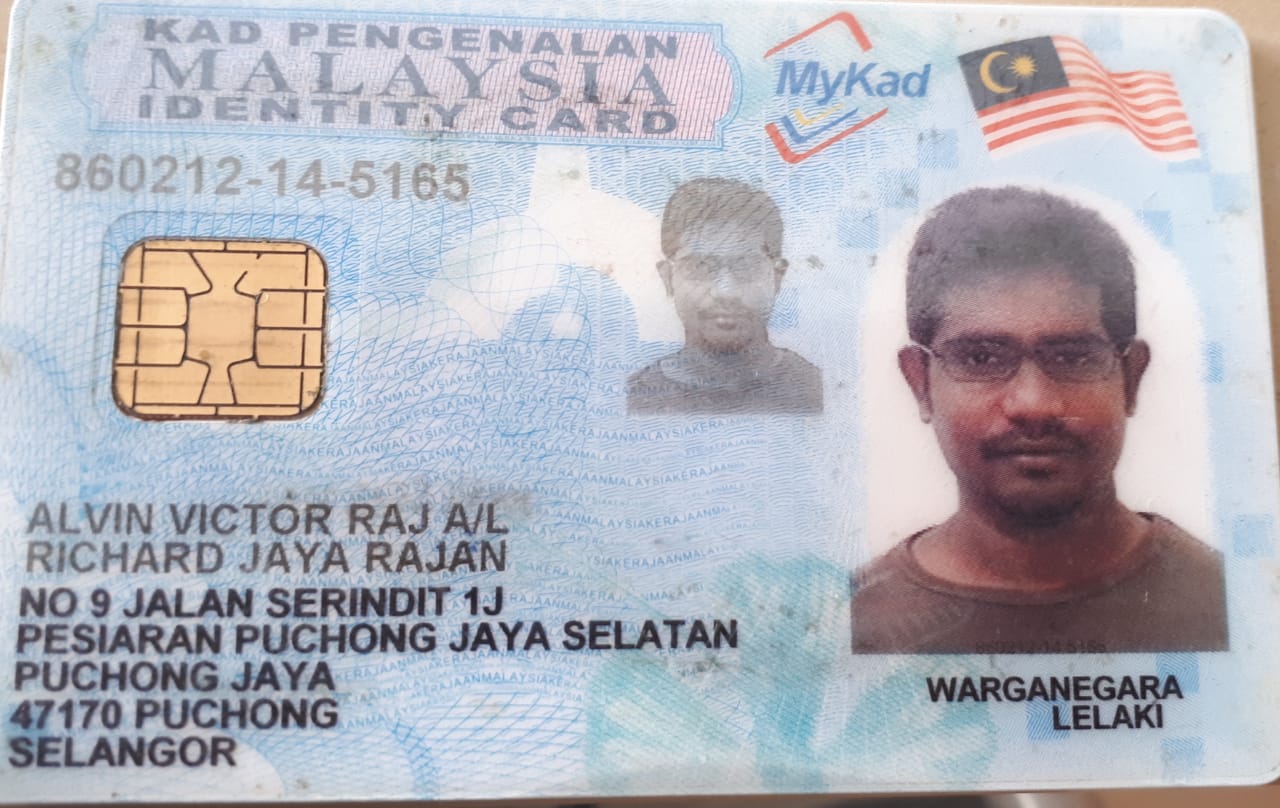 KAD PENGENALAN
MALAYSIA
IDENTITY CARD
MyKad
860212-14-5165
ALVIN VICTOR RAJ A/L
RICHARD JAYA RAJAN
NO 9 JALAN SERINDIT 1J
PESIARAN PUCHONG JAYA SELATAN
PUCHONG JAYA
47170 PUCHONG
SELANGOR
WARGANEGARA
LELAKI